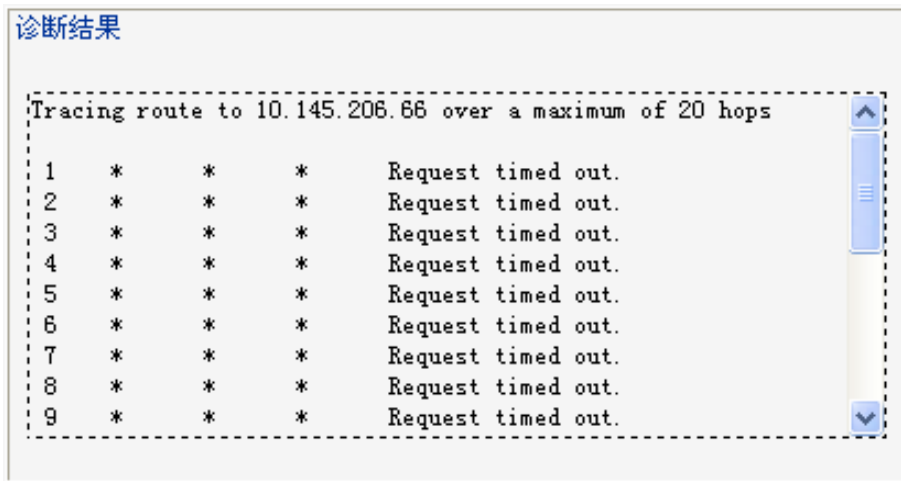 诊断结果
Tracing route to 10.145.206.66 over a maximum of 20 hops
1 * * * Request timed out.
2 * * * Request timed out.
3 * * * Request timed out.
4 * * * Request timed out.
5 * * * Request timed out.
6 * * * Request timed out.
7 * * * Request timed out.
8 * * * Request timed out.
9 * * * Request timed out.